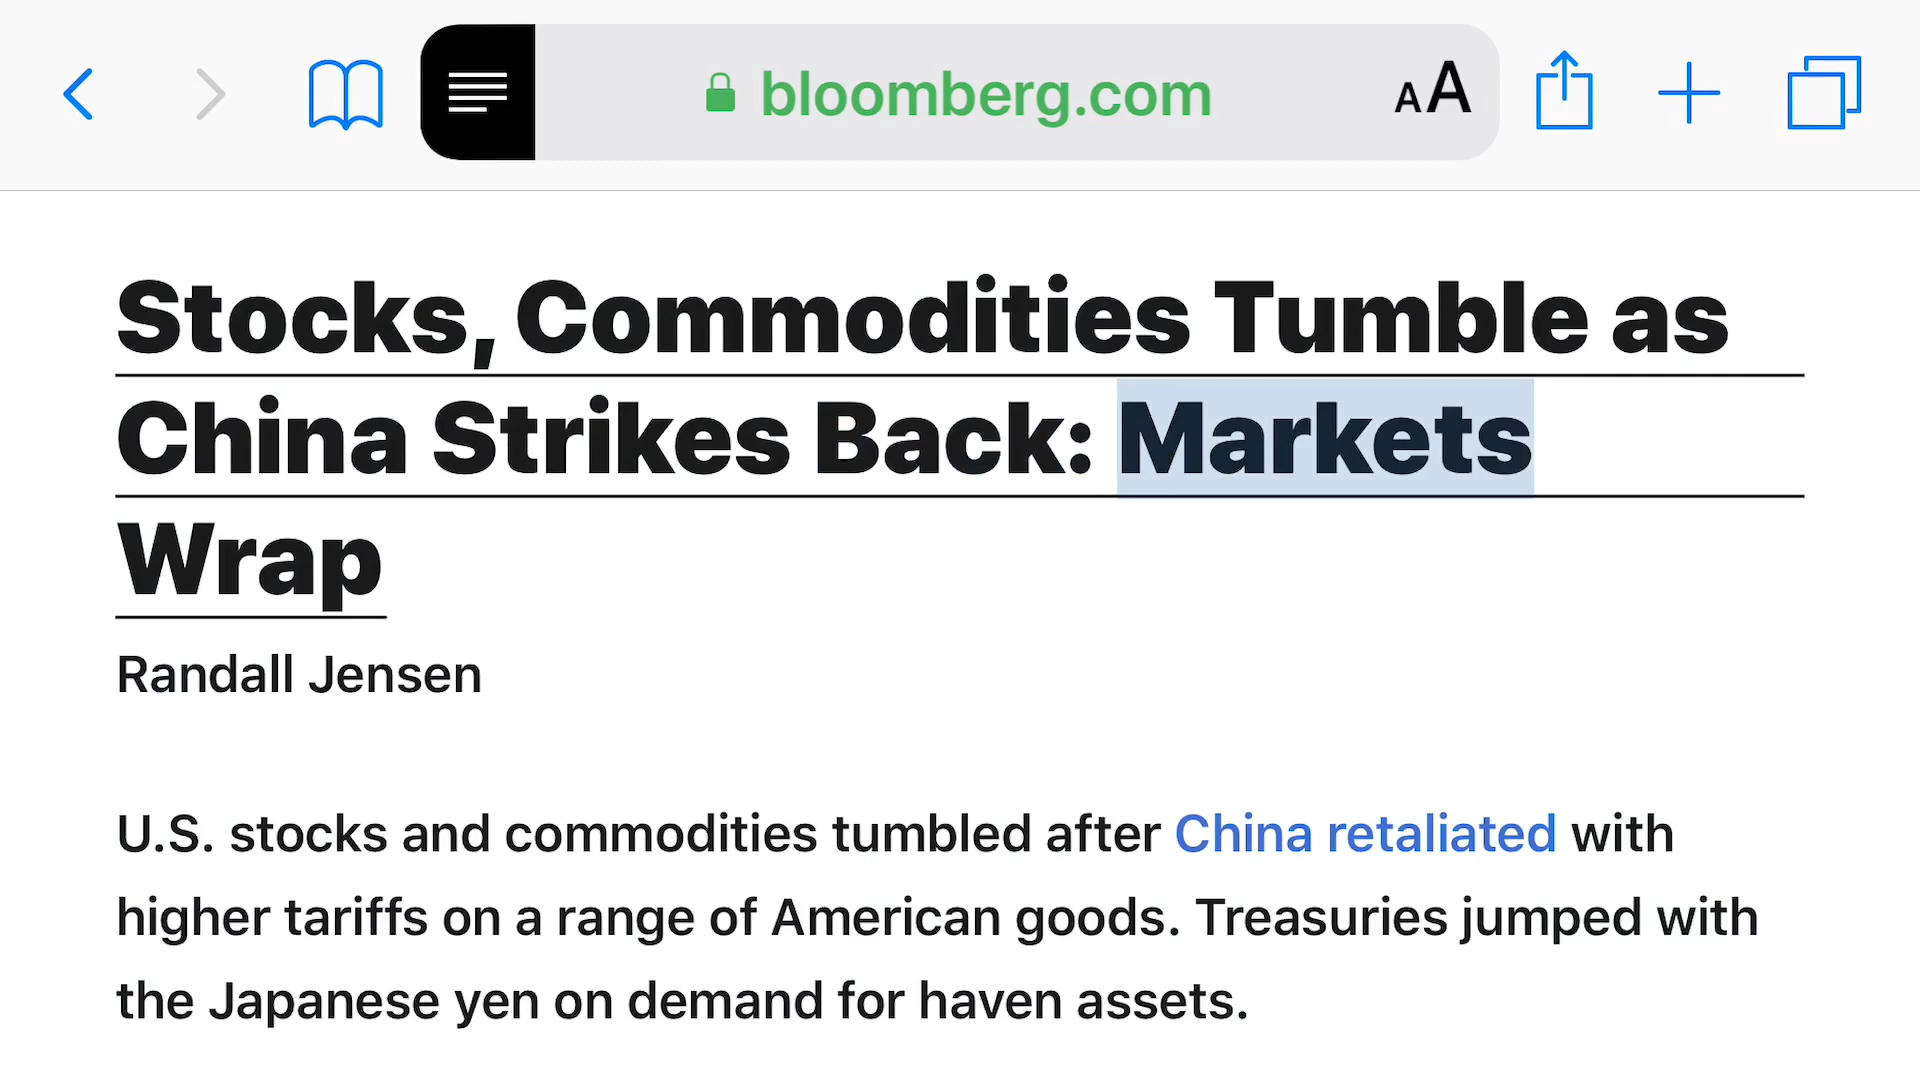 bloomberg.com
AA
Stocks, Commodities Tumble as
China Strikes Back: Markets
Wrap
Randall Jensen
U.S. stocks and commodities tumbled after China retaliated with
higher tariffs on a range of American goods. Treasuries jumped with
the Japanese yen on demand for haven assets.